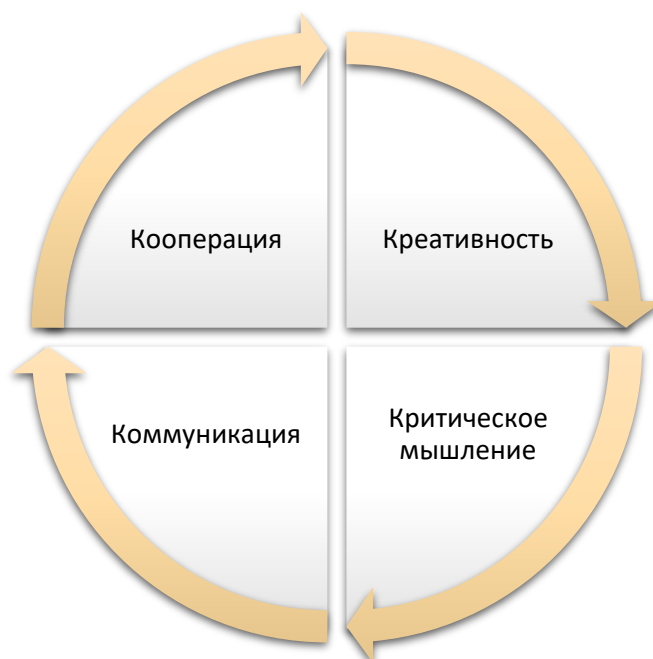 Кооперация
Креативность
Коммуникация
Критическое
мышление